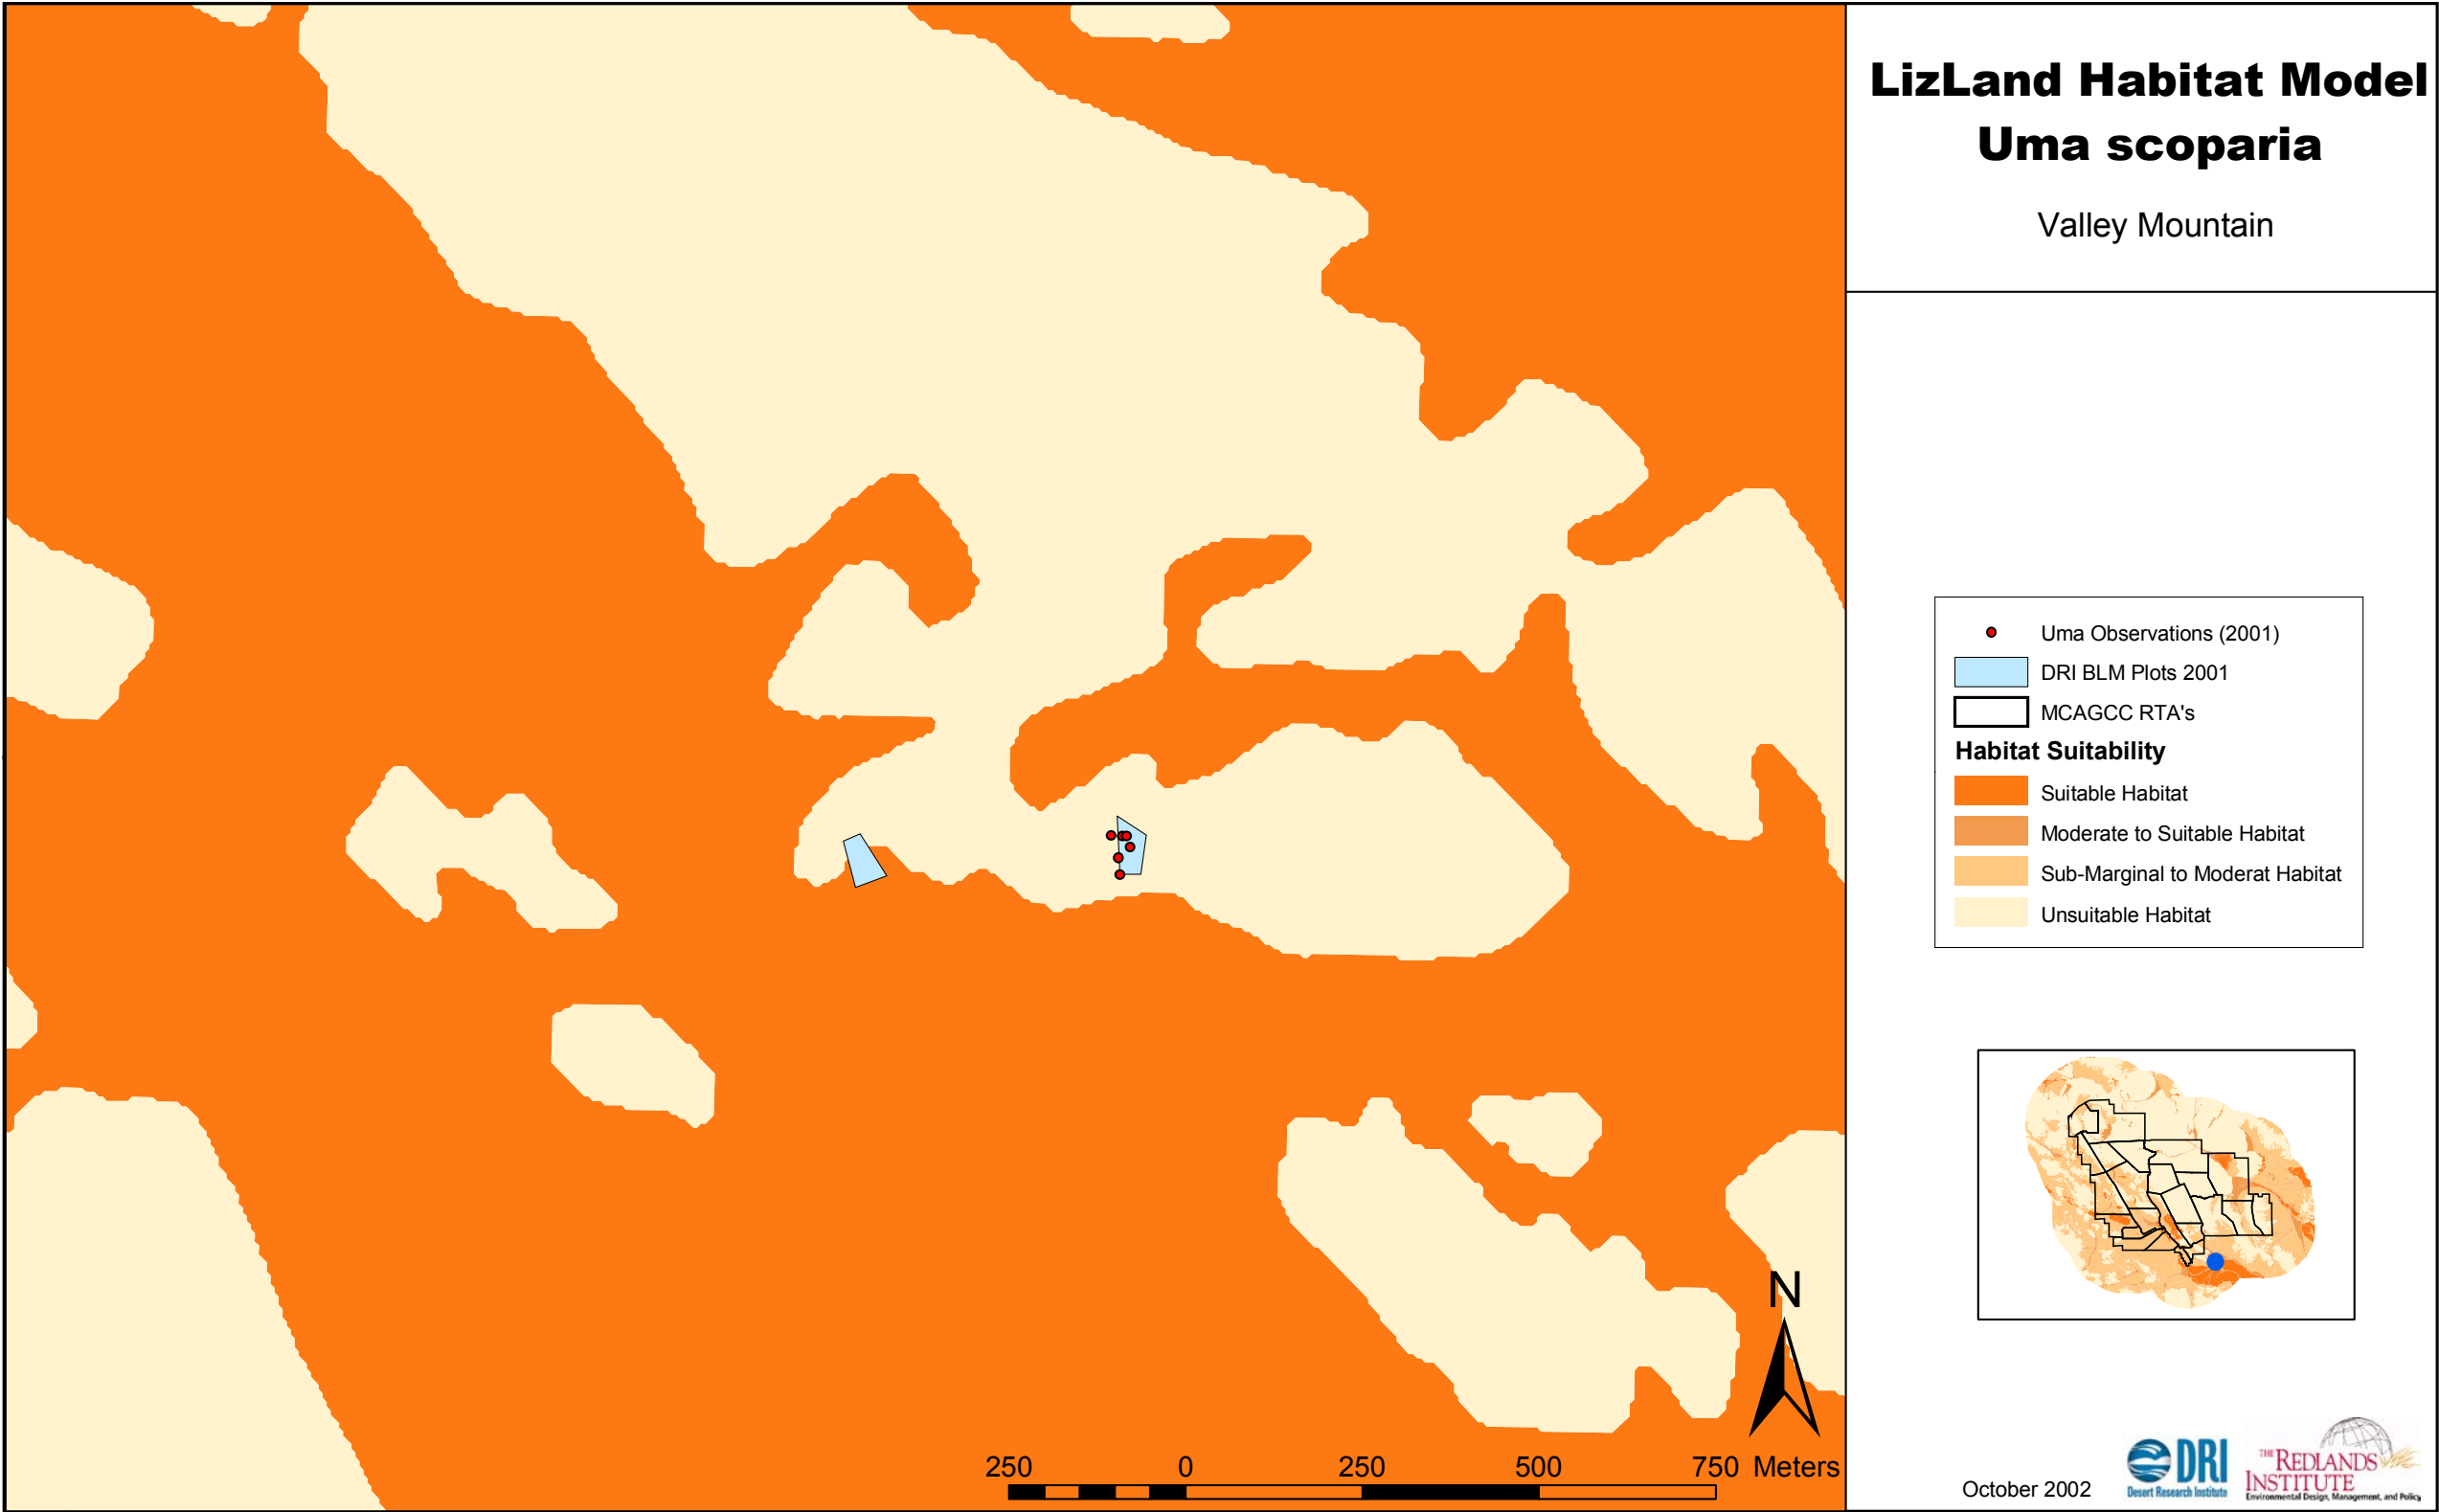 LizLand Habitat Model
Uma scoparia
Valley Mountain
Uma Observations (2001)
DRI BLM Plots 2001
MCAGCC RTA's
Habitat Suitability
Suitable Habitat
Moderate to Suitable Habitat
Sub-Marginal to Moderat Habitat
Unsuitable Habitat
N
250 0 250 500 750 Meters
October 2002
DRI
Desert Research Institute
THE REDLANDS
INSTITUTE
Environmental Design, Management, and Policy